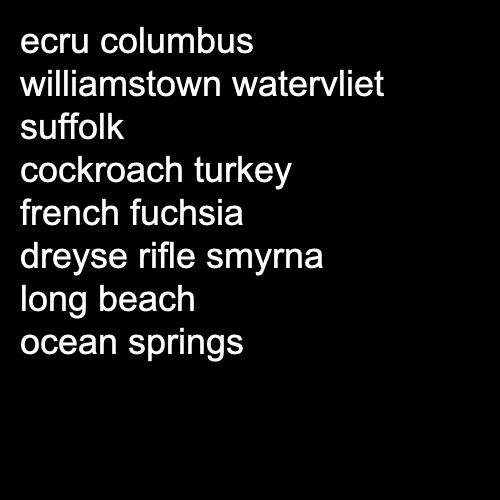 ecru columbus
williamstown watervliet
suffolk
cockroach turkey
french fuchsia
dreyse rifle smyrna
long beach
ocean springs